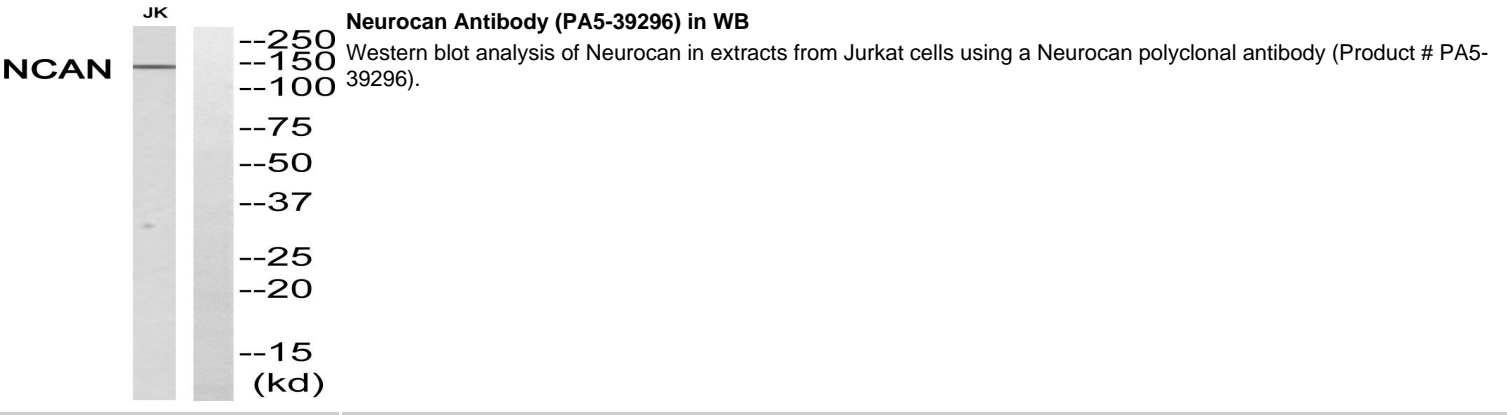 JK
NCAN
--250
--150
--100
--75
--50
--37
--25
--20
--15
(kd)
Neurocan Antibody (PA5-39296) in WB
Western blot analysis of Neurocan in extracts from Jurkat cells using a Neurocan polyclonal antibody (Product # PA5-
39296).